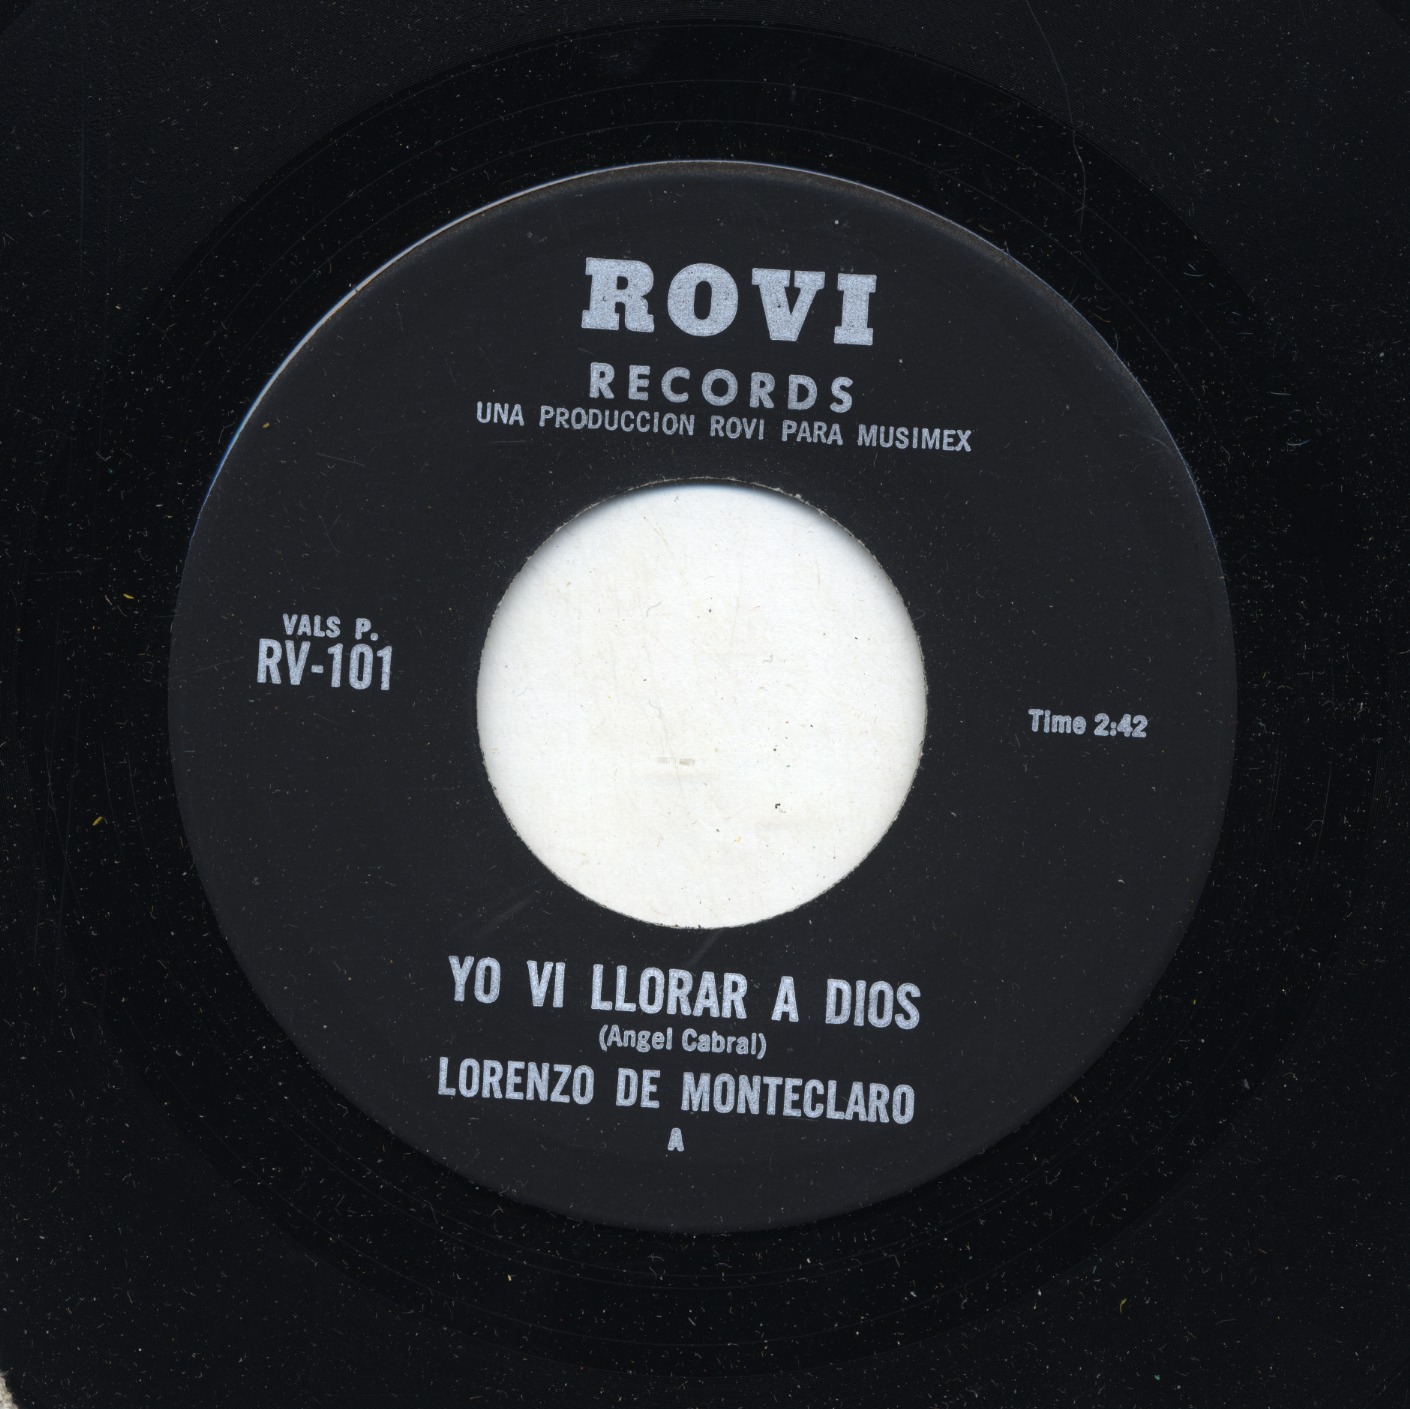 ROVI
RECORDS
UNA PRODUCCION ROVI PARA MUSIMEX
VALS P.
RV-101
Time 2:42
YO VI LLORAR A DIOS
(Angel Cabral)
LORENZO DE MONTECLARO
A